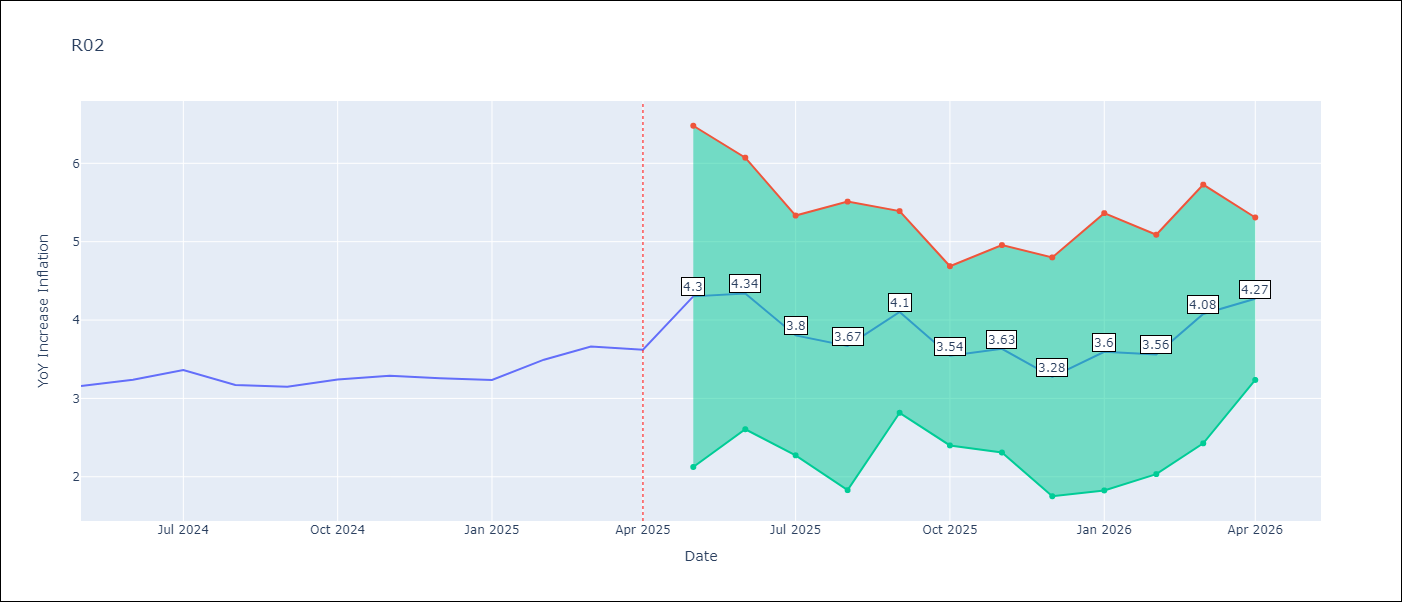 R02
YoY Increase Inflation
6
5
4
3
2
4.3
4.34
3.8
3.67
4.1
3.54
3.63
3.28
3.6
3.56
4.08
4.27
Jul 2024
Oct 2024
Jan 2025
Apr 2025
Jul 2025
Oct 2025
Jan 2026
Apr 2026
Date